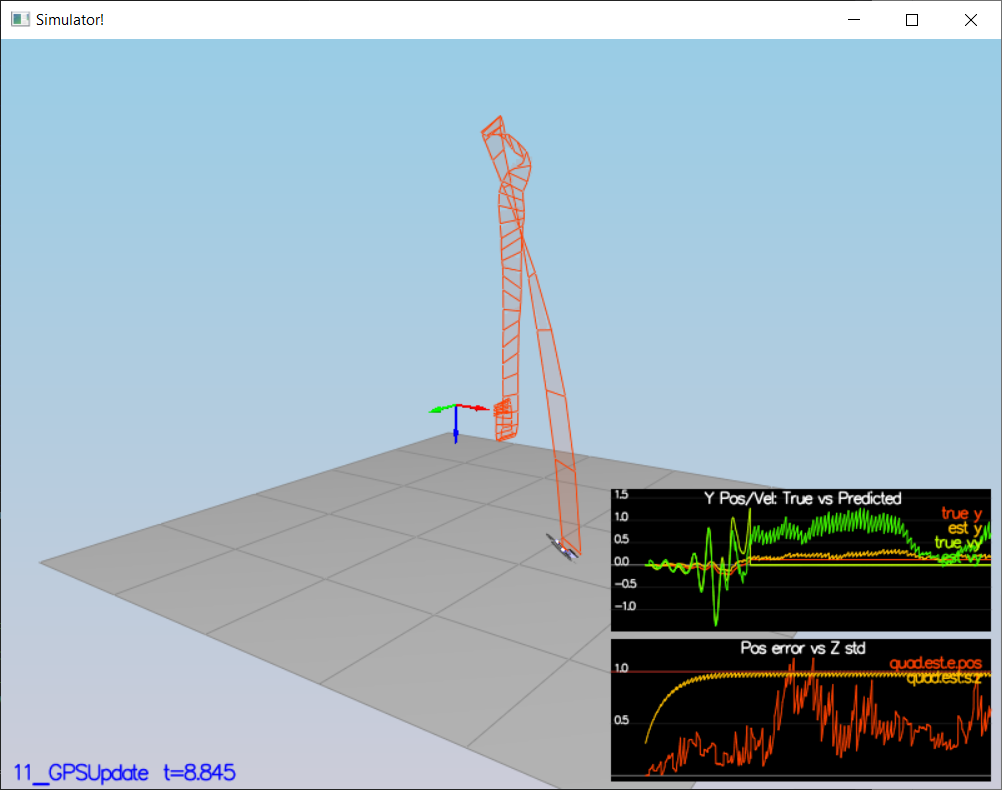 Simulator!
1.5
Y Pos/Vel: True vs Predicted
1.0
true y
est y
0.5
true vy
est vy
0.0
-0.5
-1.0
Pos error vs Z std
1.0
quad.est.e.pos
quad.est.s.z
0.5
11_GPSUpdate t=8.845